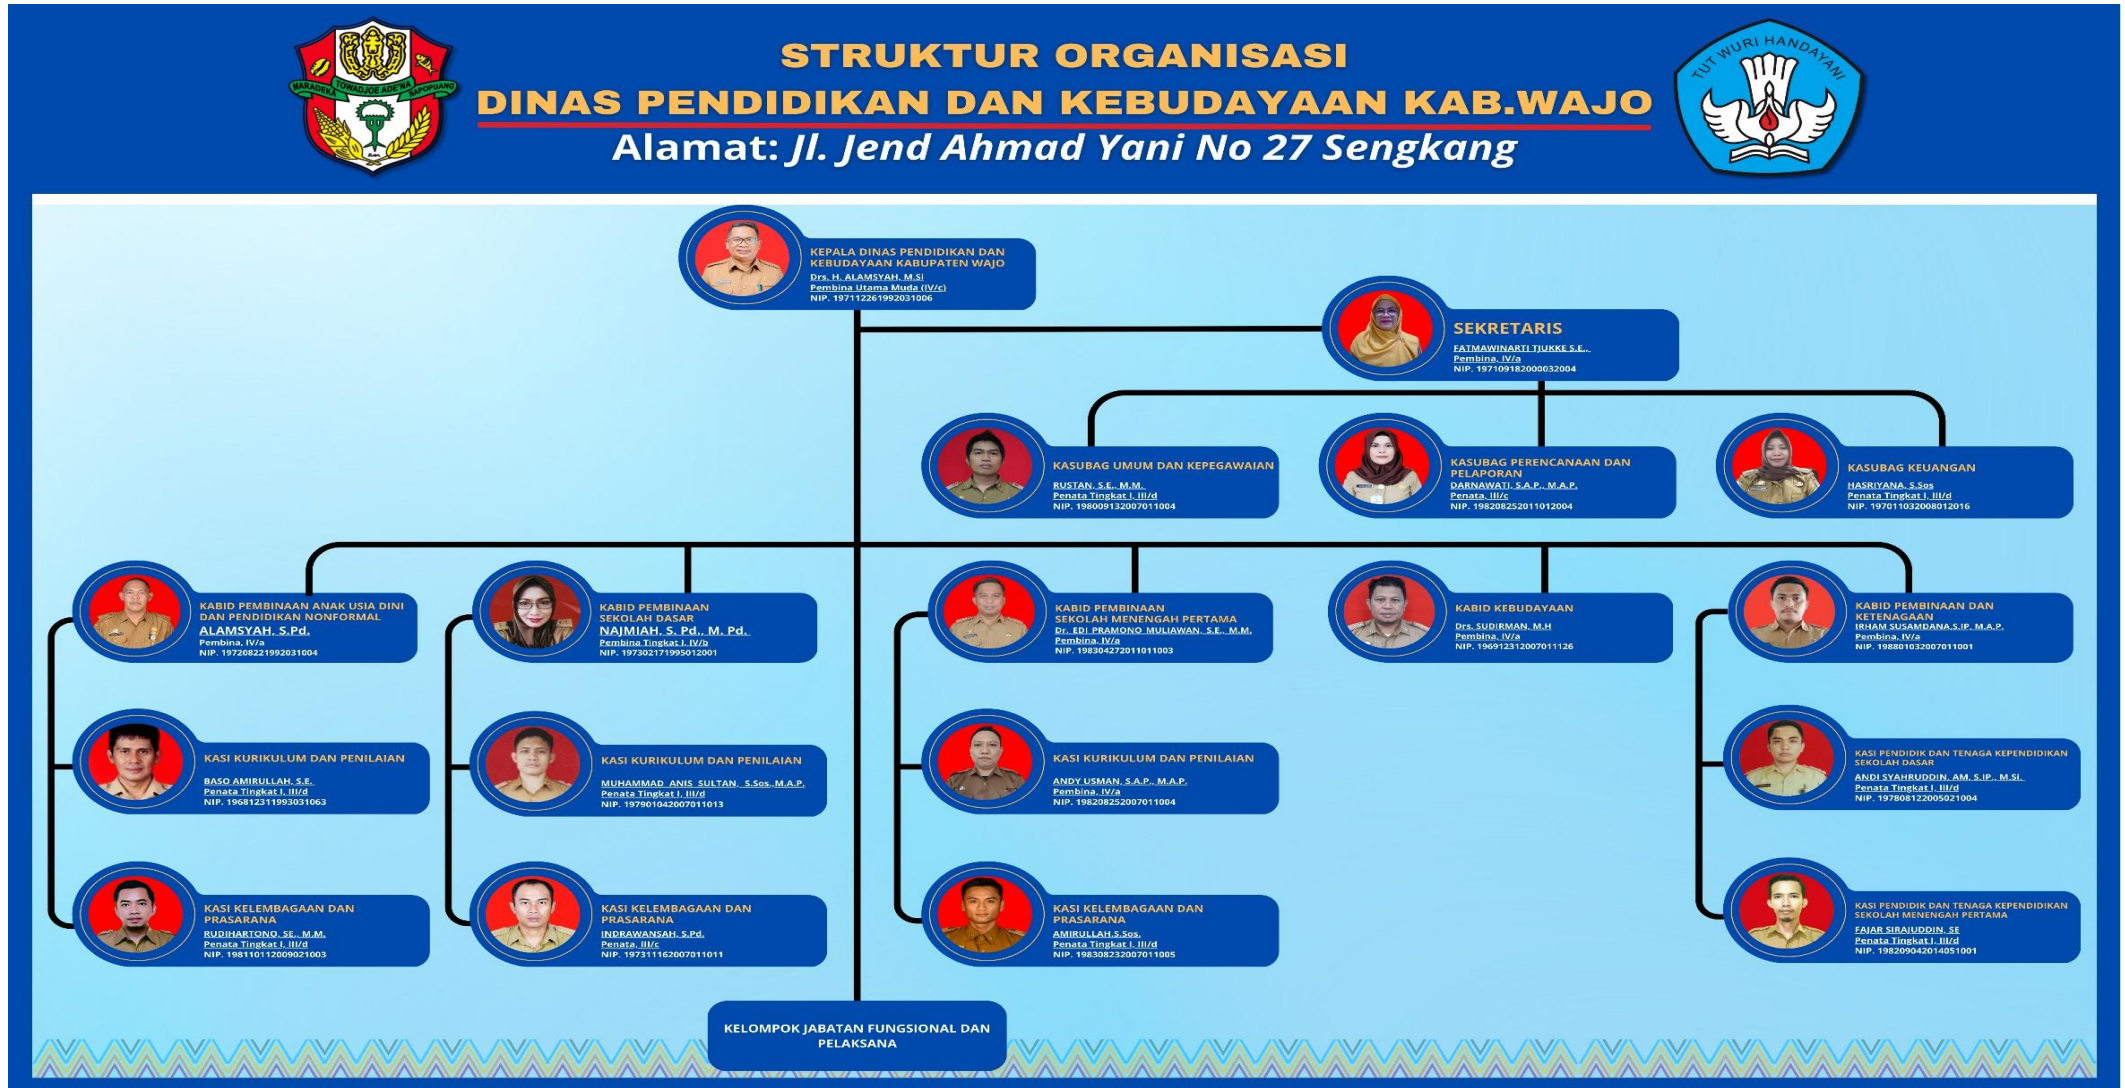 STRUKTUR ORGANISASI
DINAS PENDIDIKAN DAN KEBUDAYAAN KAB.WAJO
Alamat: Jl. Jend Ahmad Yani No 27 Sengkang
MARADEKA TOWADJOE ADE'NA NAPOPUANG
TUT WURI HANDAYANI
KEPALA DINAS PENDIDIKAN DAN
KEBUDAYAAN KABUPATEN WAJO
Drs. H. ALAMSYAH, M.Si
Pembina Utama Muda (IV/c)
NIP. 197112261992031006
SEKRETARIS
FATMAWINARTI TJUKKE S.E.,
Pembina, IV/a
NIP. 197109182000032004
KASUBAG UMUM DAN KEPEGAWAIAN
RUSTAN, S.E., M.M.
Penata Tingkat I, III/d
NIP. 198009132007011004
KASUBAG PERENCANAAN DAN
PELAPORAN
DARNAWATI, S.A.P., M.A.P.
Penata, III/c
NIP. 198208252011012004
KASUBAG KEUANGAN
HASRIYANA, S.Sos
Penata Tingkat I, III/d
NIP. 197011032008012016
KABID PEMBINAAN ANAK USIA DINI
DAN PENDIDIKAN NONFORMAL
ALAMSYAH, S.Pd.
Pembina, IV/a
NIP. 197208221992031004
KABID PEMBINAAN
SEKOLAH DASAR
NAJMIAH, S. Pd., M. Pd.
Pembina Tingkat I, IV/b
NIP. 197302171995012001
KABID PEMBINAAN
SEKOLAH MENENGAH PERTAMA
Dr. EDI PRAMONO MULIAWAN, S.E., M.M.
Pembina, IV/a
NIP. 198304272011011003
KABID KEBUDAYAAN
Drs. SUDIRMAN, M.H
Pembina, IV/a
NIP. 196912312007011126
KABID PEMBINAAN DAN
KETENAGAAN
IRHAM SUSAMDANA,S.IP, M.A.P.
Pembina, IV/a
NIP. 198801032007011001
KASI KURIKULUM DAN PENILAIAN
BASO AMIRULLAH, S.E.
Penata Tingkat I, III/d
NIP. 196812311993031063
KASI KURIKULUM DAN PENILAIAN
MUHAMMAD ANIS SULTAN, S.Sos.,M.A.P.
Penata Tingkat I, III/d
NIP. 197901042007011013
KASI KURIKULUM DAN PENILAIAN
ANDY USMAN, S.A.P., M.A.P.
Pembina, IV/a
NIP. 198208252007011004
KASI PENDIDIK DAN TENAGA KEPENDIDIKAN
SEKOLAH DASAR
ANDI SYAHRUDDIN, AM, S.IP., M.Si.
Penata Tingkat I, III/d
NIP. 197808122005021004
KASI KELEMBAGAAN DAN
PRASARANA
RUDIHARTONO, SE., M.M.
Penata Tingkat I, III/d
NIP. 198110112009021003
KASI KELEMBAGAAN DAN
PRASARANA
INDRAWANSAH, S.Pd.
Penata, III/c
NIP. 197311162007011011
KASI KELEMBAGAAN DAN
PRASARANA
AMIRULLAH.S.Sos.
Penata Tingkat I, III/d
NIP. 198308232007011005
KASI PENDIDIK DAN TENAGA KEPENDIDIKAN
SEKOLAH MENENGAH PERTAMA
FAJAR SIRAJUDDIN, SE
Penata Tingkat I, III/d
NIP. 198209042014051001
KELOMPOK JABATAN FUNGSIONAL DAN
PELAKSANA